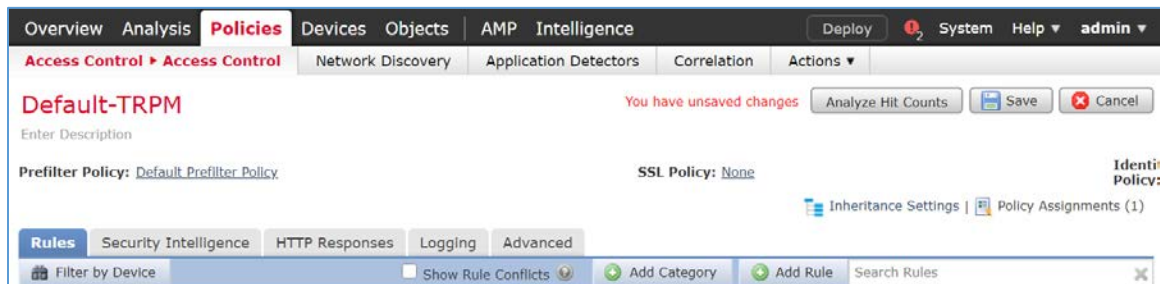 Overview Analysis Policies Devices Objects AMP Intelligence Deploy 2 System Help ▾ admin ▾
Access Control ▸ Access Control Network Discovery Application Detectors Correlation Actions ▾
Default-TRPM You have unsaved changes Analyze Hit Counts Save Cancel
Enter Description
Prefilter Policy: Default Prefilter Policy SSL Policy: None Identi
Policy:
Inheritance Settings | Policy Assignments (1)
Rules Security Intelligence HTTP Responses Logging Advanced
Filter by Device Show Rule Conflicts Add Category Add Rule Search Rules